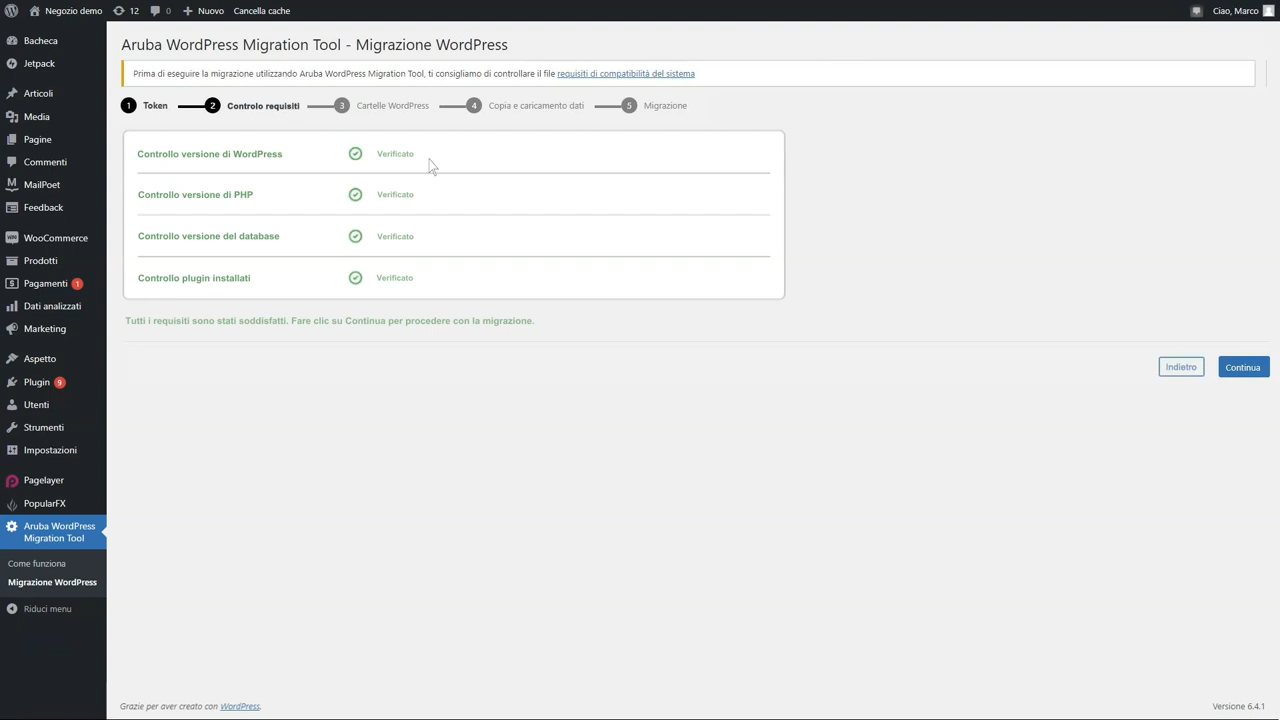 Negozio demo 12 0 Nuovo Cancella cache Ciao, Marco
Bacheca
Jetpack
Articoli
Media
Pagine
Commenti
MailPoet
Feedback
WooCommerce
Prodotti
Pagamenti 1
Dati analizzati
Marketing
Aspetto
Plugin 9
Utenti
Strumenti
Impostazioni
Pagelayer
PopularFX
Aruba WordPress
Migration Tool
Come funziona
Migrazione WordPress
Riduci menu
Aruba WordPress Migration Tool - Migrazione WordPress
Prima di eseguire la migrazione utilizzando Aruba WordPress Migration Tool, ti consigliamo di controllare il file requisiti di compatibilità del sistema
1 Token 2 Controlo requisiti 3 Cartelle WordPress 4 Copia e caricamento dati 5 Migrazione
Controllo versione di WordPress Verificato
Controllo versione di PHP Verificato
Controllo versione del database Verificato
Controllo plugin installati Verificato
Tutti i requisiti sono stati soddisfatti. Fare clic su Continua per procedere con la migrazione.
Indietro Continua
Grazie per aver creato con WordPress. Versione 6.4.1